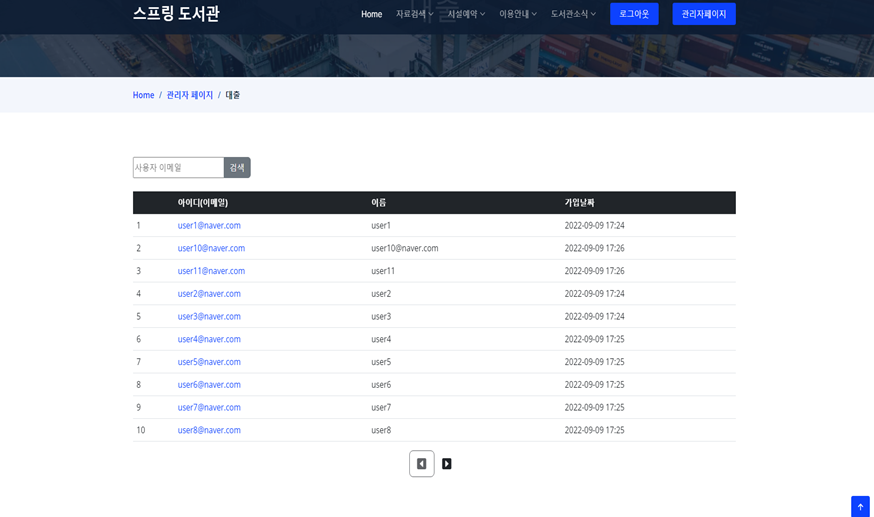 스프링 도서관
Home 자료검색 시설예약 이용안내 도서관소식 로그아웃 관리자페이지
Home / 관리자 페이지 / 대출
사용자 이메일 검색
아이디(이메일) 이름 가입날짜
1 user1@naver.com user1 2022-09-09 17:24
2 user10@naver.com user10@naver.com 2022-09-09 17:26
3 user11@naver.com user11 2022-09-09 17:26
4 user2@naver.com user2 2022-09-09 17:24
5 user3@naver.com user3 2022-09-09 17:24
6 user4@naver.com user4 2022-09-09 17:25
7 user5@naver.com user5 2022-09-09 17:25
8 user6@naver.com user6 2022-09-09 17:25
9 user7@naver.com user7 2022-09-09 17:25
10 user8@naver.com user8 2022-09-09 17:25